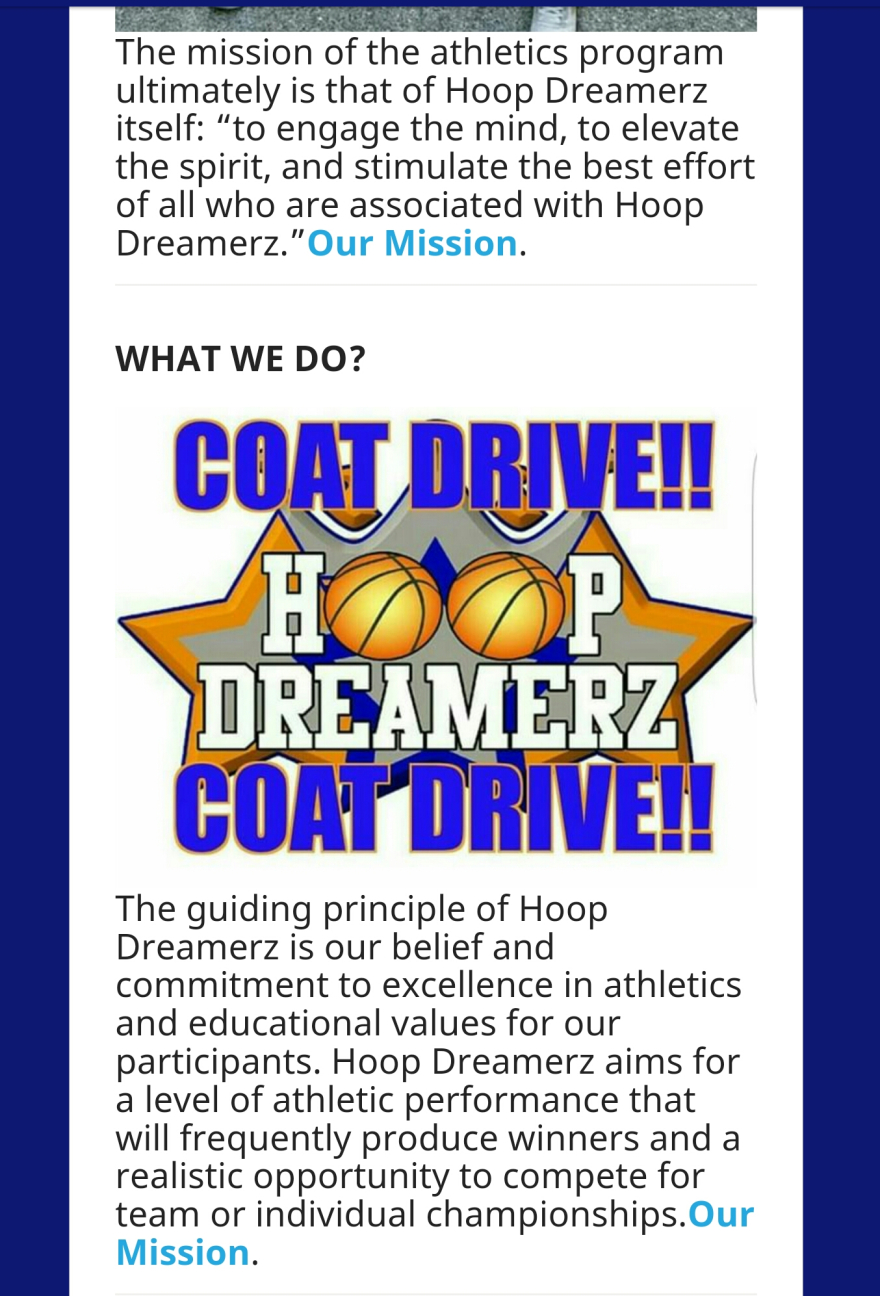 The mission of the athletics program
ultimately is that of Hoop Dreamerz
itself: “to engage the mind, to elevate
the spirit, and stimulate the best effort
of all who are associated with Hoop
Dreamerz.”Our Mission.
WHAT WE DO?
COAT DRIVE!!
HOOP
DREAMERZ
COAT DRIVE!!
The guiding principle of Hoop
Dreamerz is our belief and
commitment to excellence in athletics
and educational values for our
participants. Hoop Dreamerz aims for
a level of athletic performance that
will frequently produce winners and a
realistic opportunity to compete for
team or individual championships.Our
Mission.